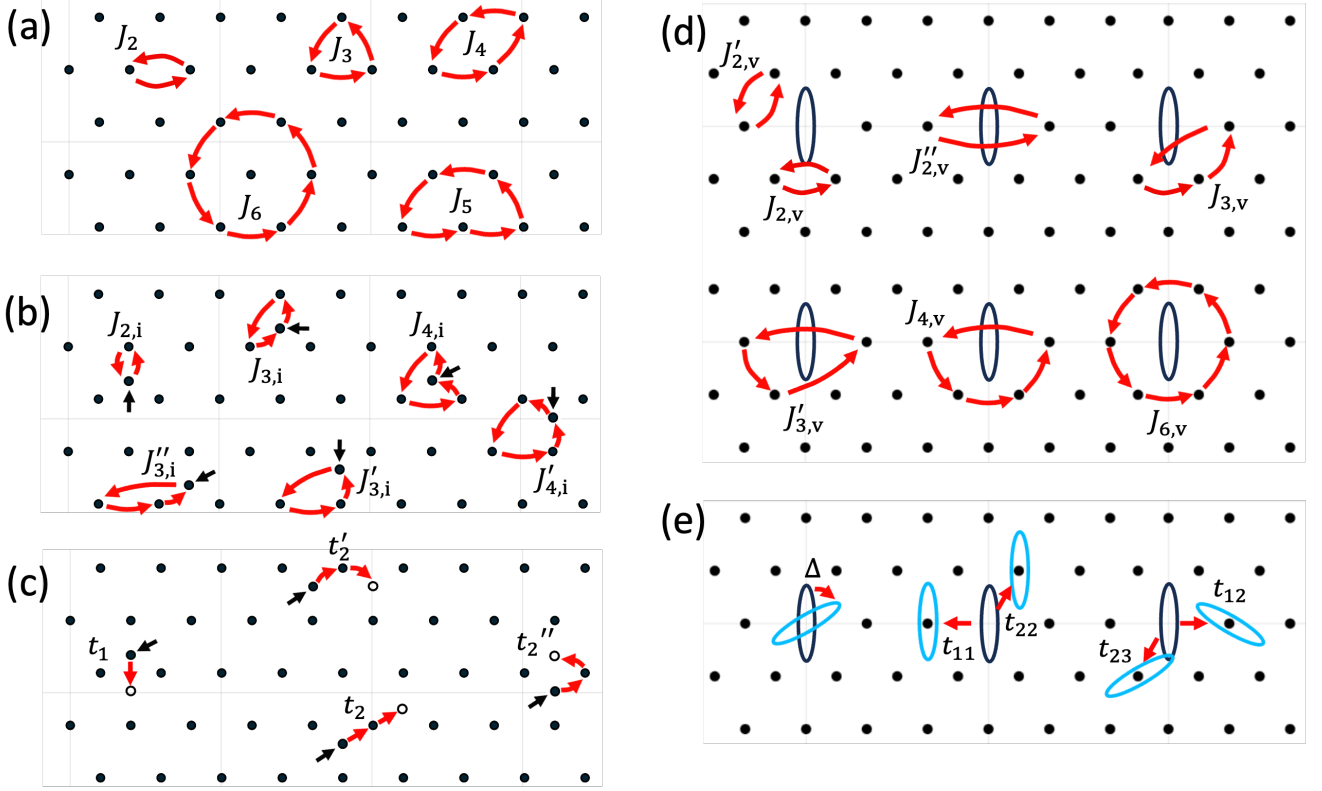 (a)
J₂
J₃
J₄
J₆
J₅
(b)
J₂,ᵢ
J₃,ᵢ
J₄,ᵢ
J″₃,ᵢ
J′₃,ᵢ
J′₄,ᵢ
(c)
t₂′
t₁
t₂″
t₂
(d)
J′₂,ᵥ
J₂,ᵥ
J″₂,ᵥ
J₃,ᵥ
J′₃,ᵥ
J₄,ᵥ
J₆,ᵥ
(e)
Δ
t₁₁
t₂₂
t₂₃
t₁₂